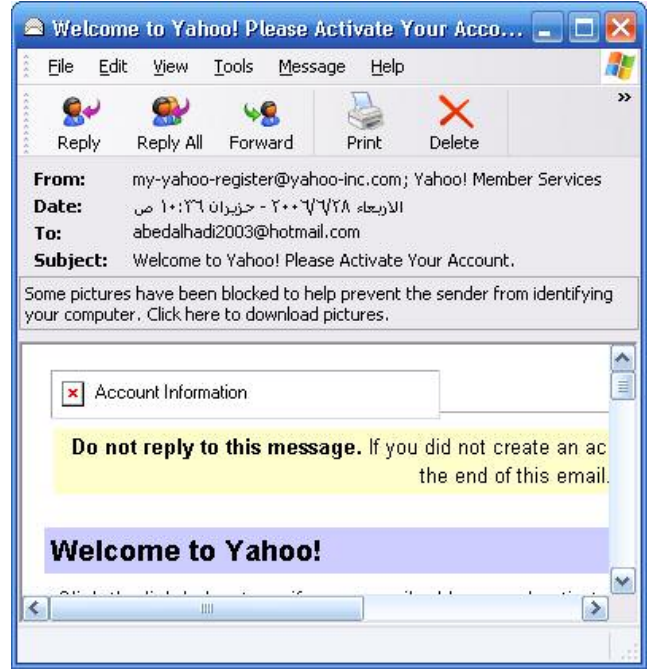 Welcome to Yahoo! Please Activate Your Acco...
File Edit View Tools Message Help
Reply Reply All Forward Print Delete »
From: my-yahoo-register@yahoo-inc.com; Yahoo! Member Services
Date: الاربعاء ٢٠٠٦/٦/٢٨ - حزيران ١٠:٢٦ ص
To: abedalhadi2003@hotmail.com
Subject: Welcome to Yahoo! Please Activate Your Account.
Some pictures have been blocked to help prevent the sender from identifying
your computer. Click here to download pictures.
Account Information
Do not reply to this message. If you did not create an ac
the end of this email.
Welcome to Yahoo!